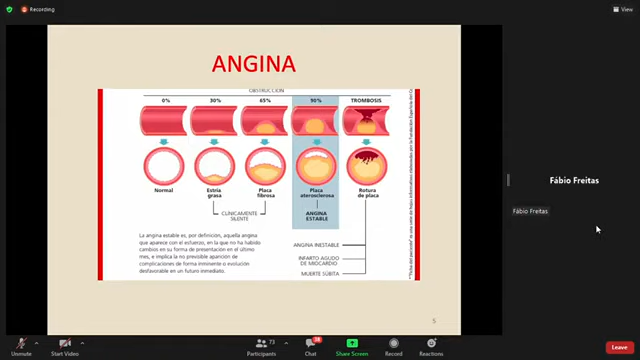 Recording
View
ANGINA
OBSTRUCCIÓN
0% 30% 65% 90% TROMBOSIS
Normal
Estría
grasa
Placa
fibrosa
Placa
aterosclerosa
Rotura
de placa
CLÍNICAMENTE
SILENTE
ANGINA
ESTABLE
La angina estable es, por definición, aquella angina
que aparece con el esfuerzo, en la que no ha habido
cambios en su forma de presentación en el último
mes, e implica la no previsible aparición de
complicaciones de forma inminente o evolución
desfavorable en un futuro inmediato.
ANGINA INESTABLE
INFARTO AGUDO
DE MIOCARDIO
MUERTE SÚBITA
5
Fábio Freitas
Fábio Freitas
Unmute
Start Video
73
Participants
38
Chat
Share Screen
Record
Reactions
Leave